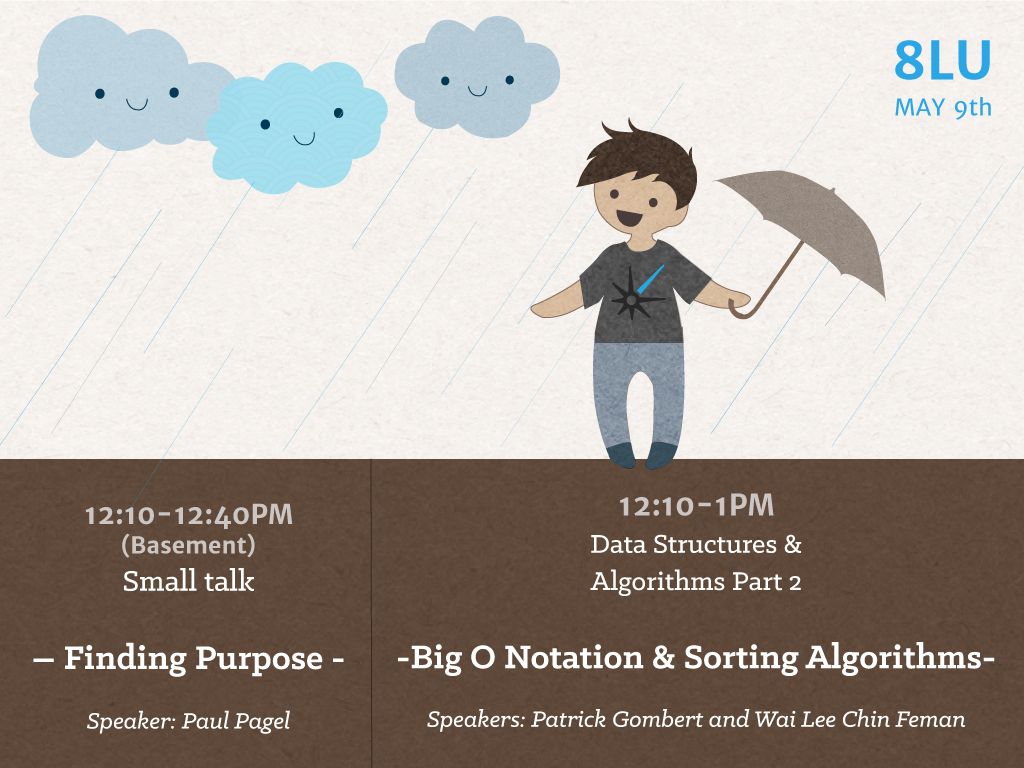 8LU
MAY 9th
12:10-12:40PM
(Basement)
Small talk
– Finding Purpose -
Speaker: Paul Pagel
12:10-1PM
Data Structures &
Algorithms Part 2
-Big O Notation & Sorting Algorithms-
Speakers: Patrick Gombert and Wai Lee Chin Feman